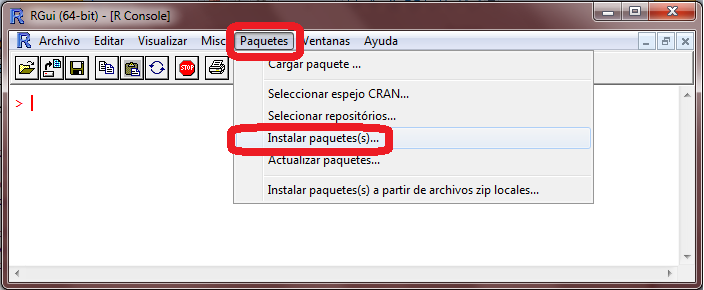 RGui (64-bit) - [R Console]
Archivo Editar Visualizar Misc Paquetes Ventanas Ayuda
STOP
Cargar paquete ...
>
Seleccionar espejo CRAN...
Selecionar repositórios...
Instalar paquetes(s)...
Actualizar paquetes...
Instalar paquetes(s) a partir de archivos zip locales...